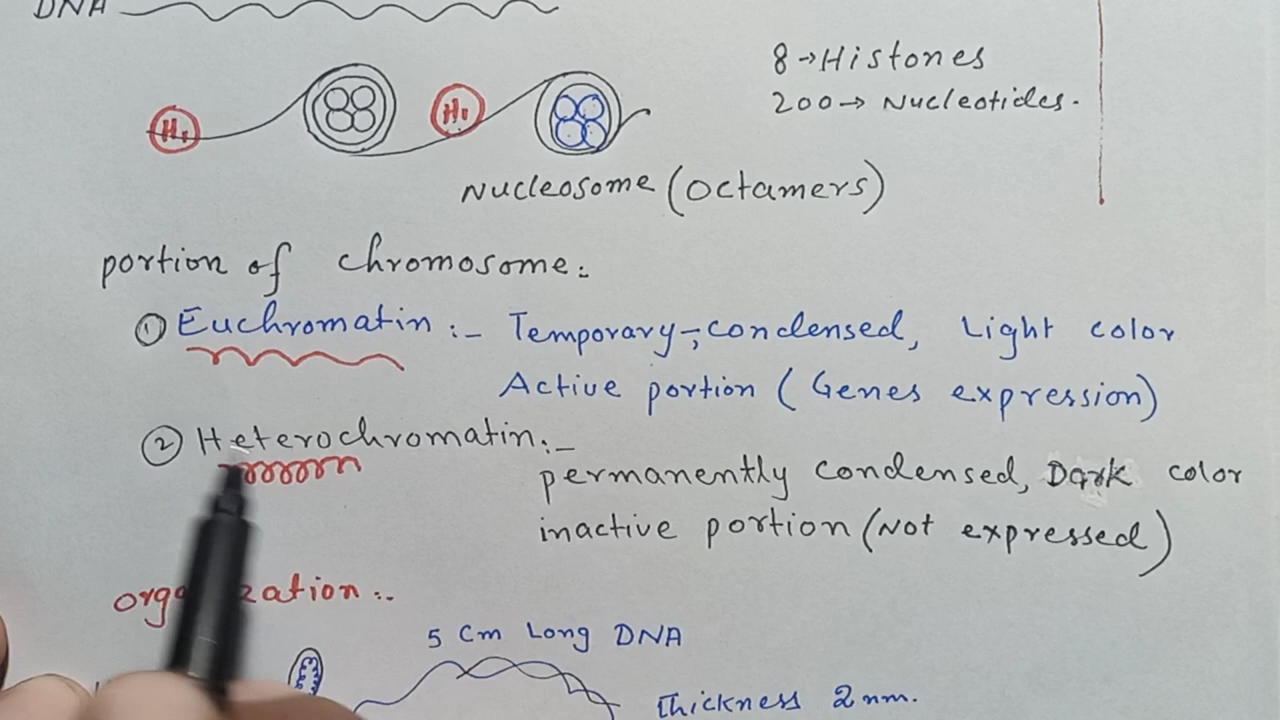 DNA
8→Histones
200→ Nucleotides.
H1
H1
Nucleosome (Octamers)
portion of chromosome:
① Euchromatin :- Temporary-,condensed, Light color
Active portion (Genes expression)
② Heterochromatin:-
permanently condensed, Dark color
inactive portion (Not expressed)
5 Cm Long DNA
Thickness 2nm.